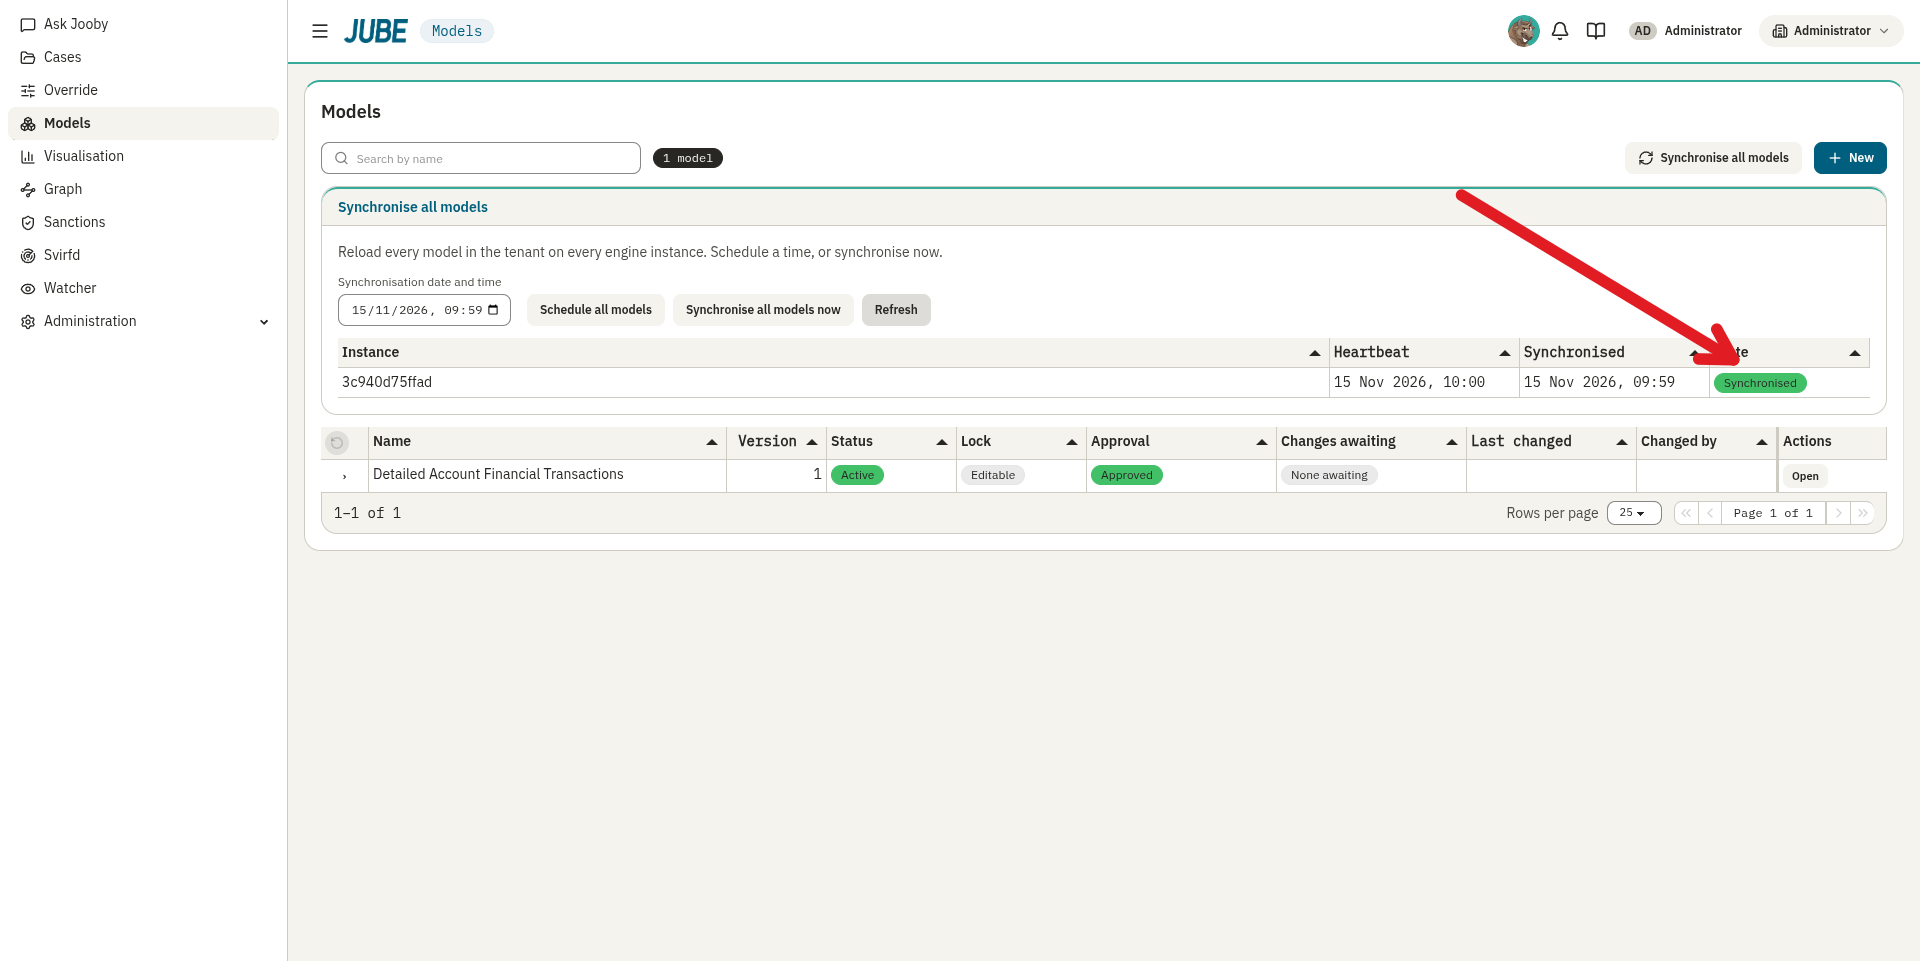 Ask Jooby
Cases
Override
Models
Visualisation
Graph
Sanctions
Svirfd
Watcher
Administration
JUBE Models AD Administrator Administrator
Models
Search by name 1 model Synchronise all models New
Synchronise all models
Reload every model in the tenant on every engine instance. Schedule a time, or synchronise now.
Synchronisation date and time
15/11/2026, 09:59 Schedule all models Synchronise all models now Refresh
Instance Heartbeat Synchronised
3c940d75ffad 15 Nov 2026, 10:00 15 Nov 2026, 09:59 Synchronised
Name Version Status Lock Approval Changes awaiting Last changed Changed by Actions
Detailed Account Financial Transactions 1 Active Editable Approved None awaiting Open
1–1 of 1 Rows per page 25 Page 1 of 1